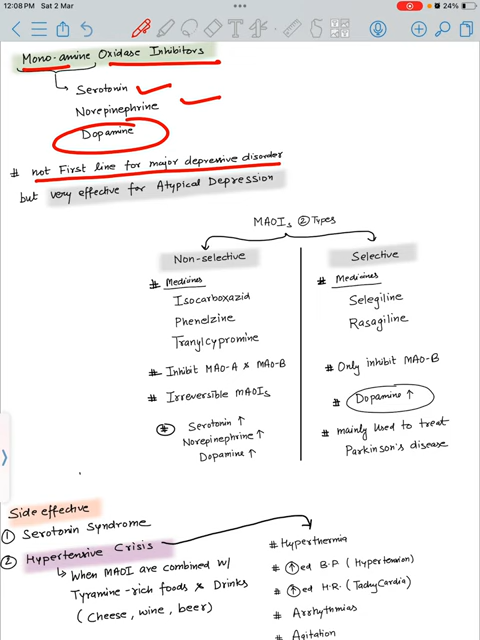 12:08 PM Sat 2 Mar
24%
Mono-amine Oxidase Inhibitors
Serotonin
Norepinephrine
Dopamine
# not First line for major depressive disorder
but very effective for Atypical Depression
MAOIs ② Types
Non-selective
# Medicines
Isocarboxazid
Phenelzine
Tranylcypromine
# Inhibit MAO-A & MAO-B
# Irreversible MAOIs
# Serotonin ↑
Norepinephrine ↑
Dopamine ↑
Selective
# Medicines
Selegiline
Rasagiline
# Only inhibit MAO-B
# Dopamine ↑
# mainly used to treat
Parkinson's disease
Side effective
① Serotonin Syndrome
② Hypertensive Crisis
↳ When MAOI are combined w/
Tyramine-rich foods & Drinks
(Cheese, wine, beer)
# Hyperthermia
# ↑ed B.P (Hypertension)
# ↑ed H.R. (Tachycardia)
# Arrhythmias
# Agitation